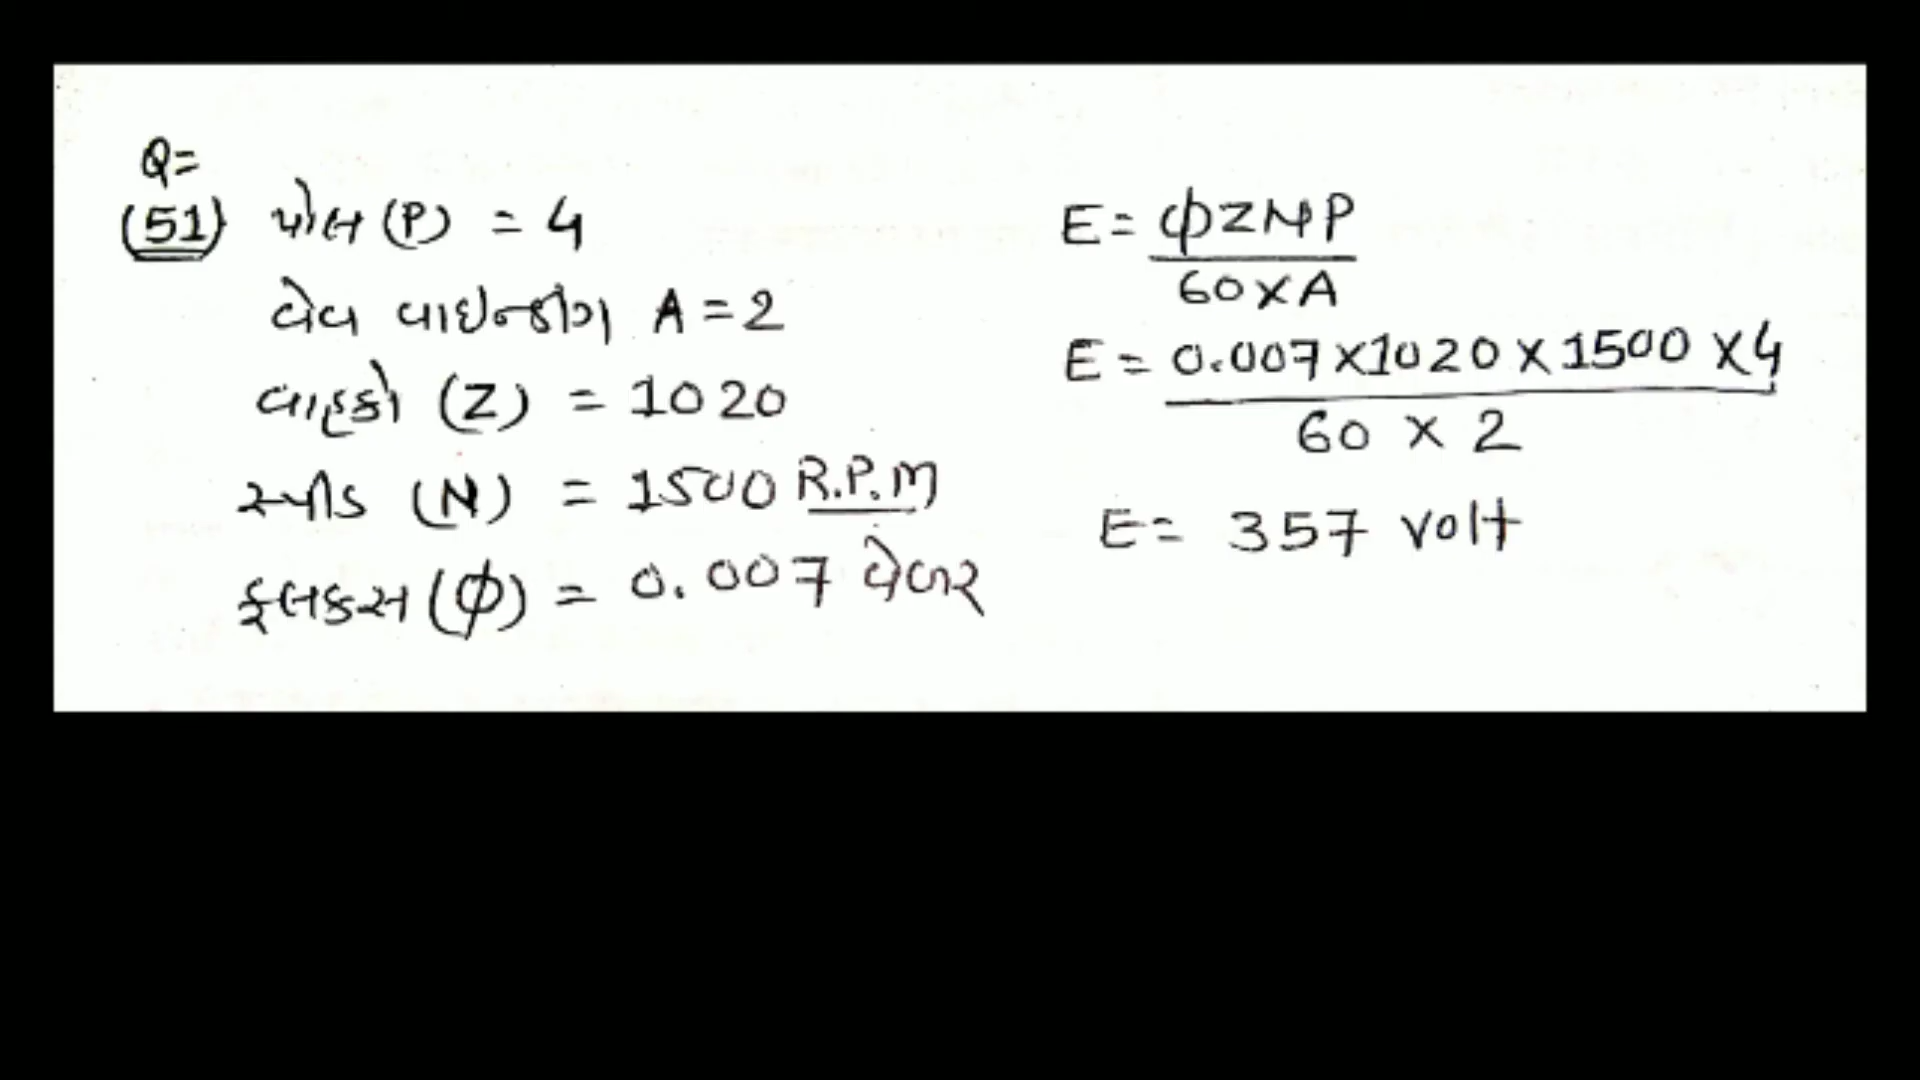 Q=
(51) પોલ (P) = 4
વેવ વાઇન્ડીંગ A = 2
વાહકો (Z) = 1020
સ્પીડ (N) = 1500 R.P.M
ફલકસ (Φ) = 0.007 વેબર
E = ΦZNP
60 X A
E = 0.007 X 1020 X 1500 X 4
60 X 2
E = 357 volt